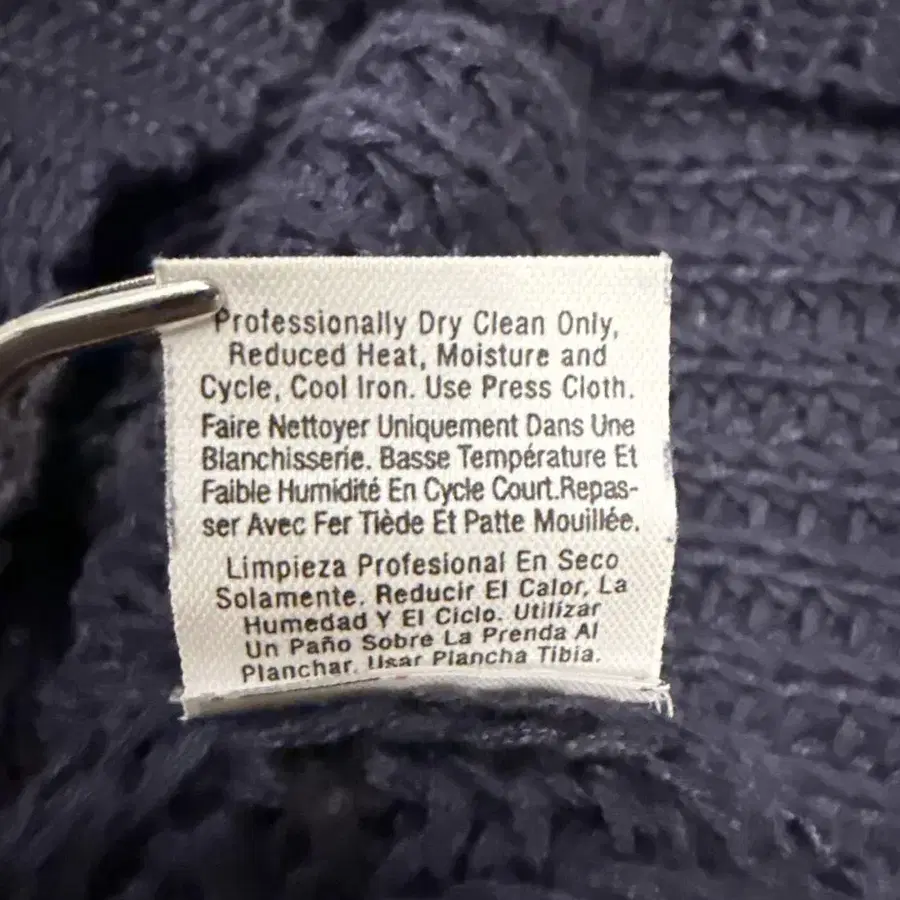 Professionally Dry Clean Only,
Reduced Heat, Moisture and
Cycle, Cool Iron. Use Press Cloth.
Faire Nettoyer Uniquement Dans Une
Blanchisserie. Basse Température Et
Faible Humidité En Cycle Court.Repas-
ser Avec Fer Tiède Et Patte Mouillée.
Limpieza Profesional En Seco
Solamente. Reducir El Calor, La
Humedad Y El Ciclo. Utilizar
Un Paño Sobre La Prenda Al
Planchar. Usar Plancha Tibia.